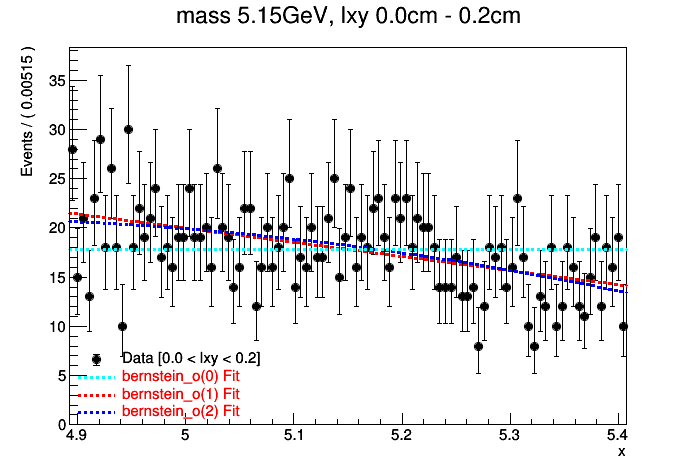 mass 5.15GeV, lxy 0.0cm - 0.2cm
Events / ( 0.00515 )
35
30
25
20
15
10
5
0
Data [0.0 < lxy < 0.2]
bernstein_o(0) Fit
bernstein_o(1) Fit
bernstein_o(2) Fit
4.9 5 5.1 5.2 5.3 5.4
x